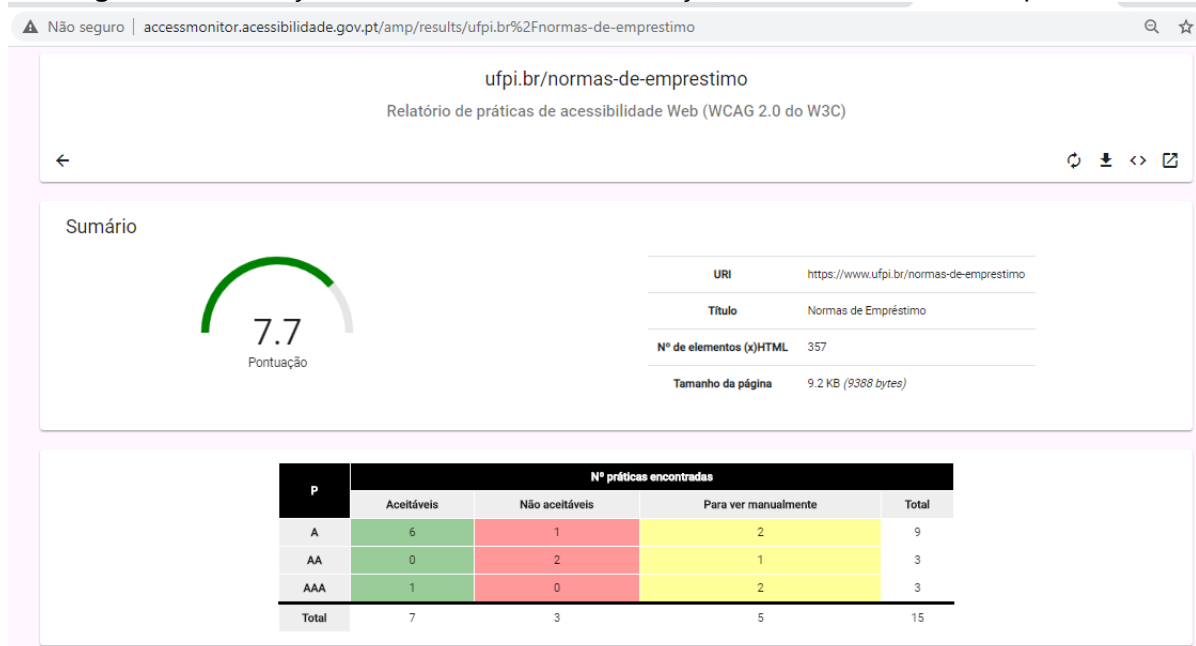 Não seguro | accessmonitor.acessibilidade.gov.pt/amp/results/ufpi.br%2Fnormas-de-emprestimo
ufpi.br/normas-de-emprestimo
Relatório de práticas de acessibilidade Web (WCAG 2.0 do W3C)
Sumário
7.7
Pontuação
URI https://www.ufpi.br/normas-de-emprestimo
Título Normas de Empréstimo
Nº de elementos (x)HTML 357
Tamanho da página 9.2 KB (9388 bytes)
P Nº práticas encontradas
Aceitáveis Não aceitáveis Para ver manualmente Total
A 6 1 2 9
AA 0 2 1 3
AAA 1 0 2 3
Total 7 3 5 15